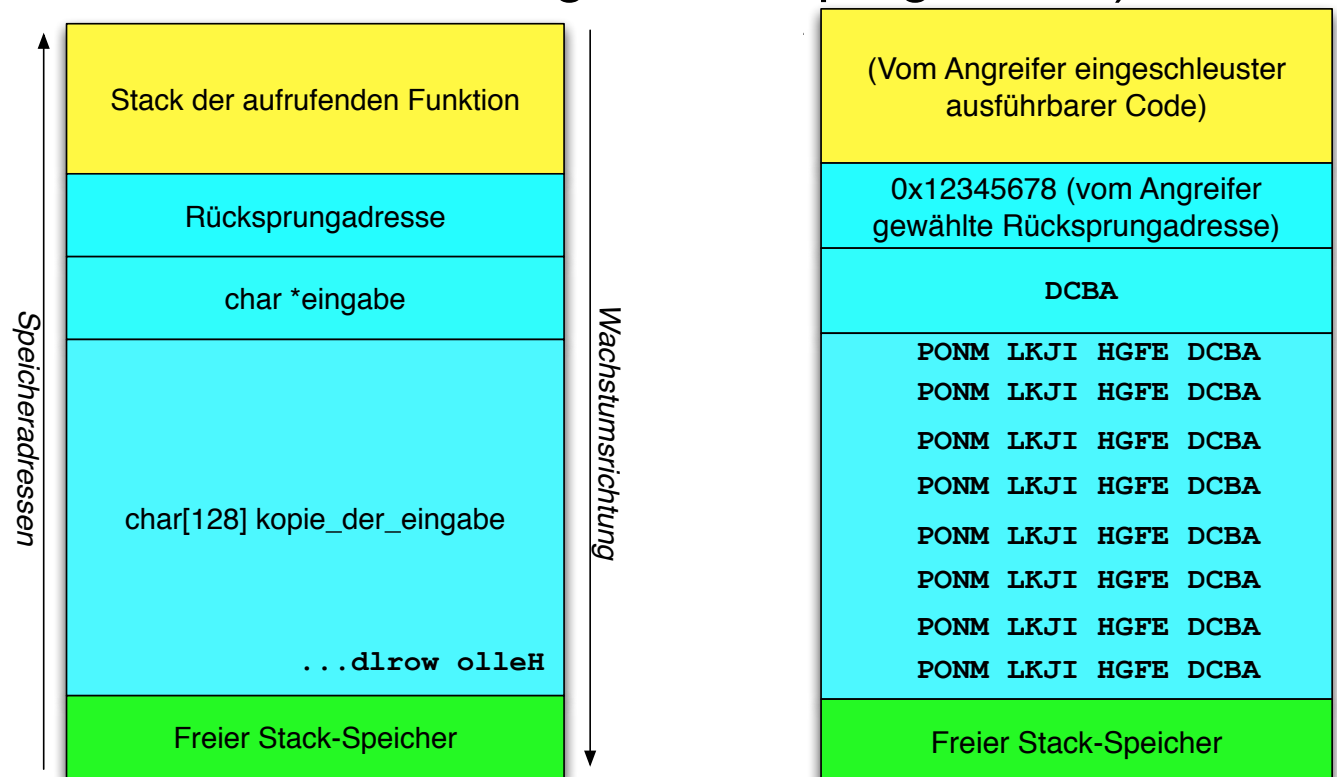 Stack der aufrufenden Funktion
Rücksprungadresse
char *eingabe
char[128] kopie_der_eingabe
...dlrow olleH
Freier Stack-Speicher
Speicheradressen
Wachstumsrichtung
(Vom Angreifer eingeschleuster
ausführbarer Code)
0x12345678 (vom Angreifer
gewählte Rücksprungadresse)
DCBA
PONM LKJI HGFE DCBA
PONM LKJI HGFE DCBA
PONM LKJI HGFE DCBA
PONM LKJI HGFE DCBA
PONM LKJI HGFE DCBA
PONM LKJI HGFE DCBA
PONM LKJI HGFE DCBA
PONM LKJI HGFE DCBA
Freier Stack-Speicher